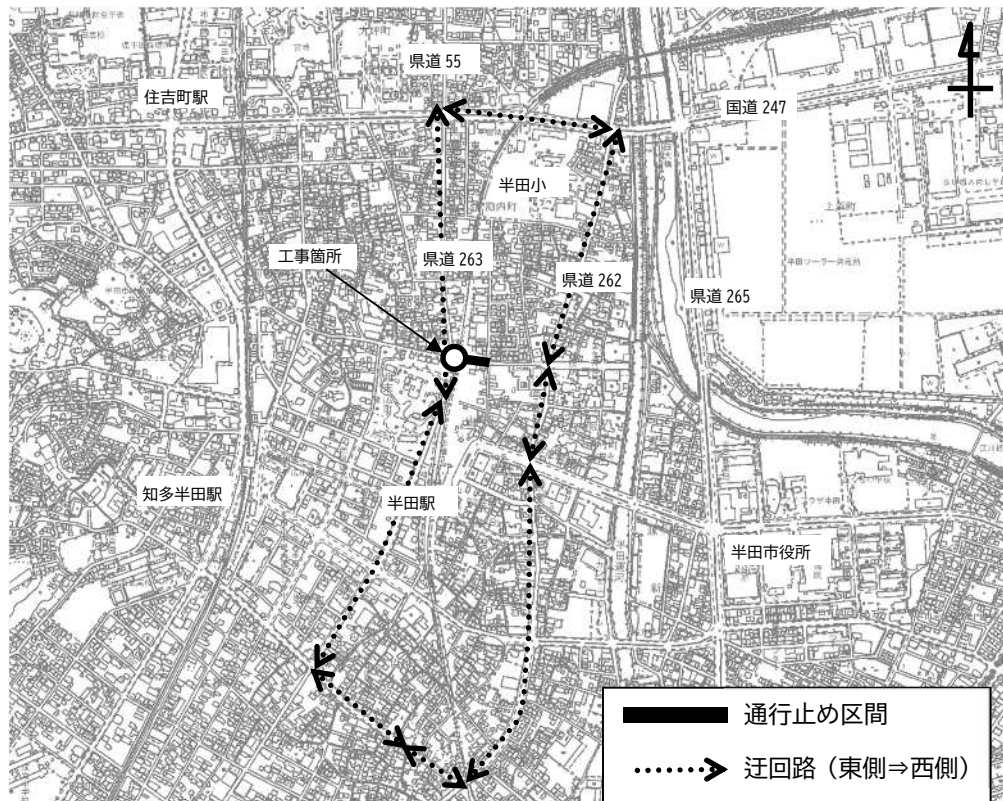 県道 55
住吉町駅
国道 247
半田小
工事箇所
県道 263
県道 262
県道 265
知多半田駅
半田駅
半田市役所
通行止め区間
迂回路（東側⇒西側）